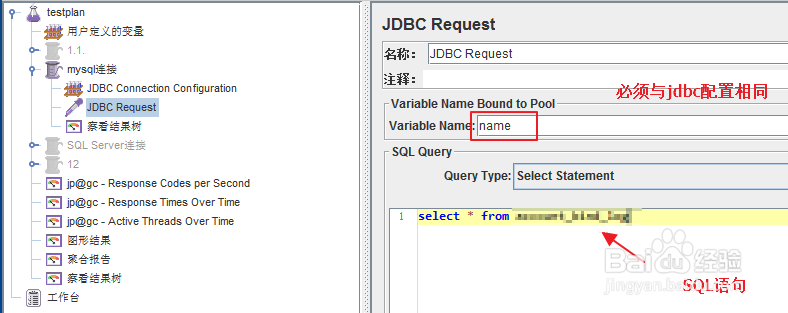 testplan
用户定义的变量
1.1.
mysql连接
JDBC Connection Configuration
JDBC Request
察看结果树
SQL Server连接
12
jp@gc - Response Codes per Second
jp@gc - Response Times Over Time
jp@gc - Active Threads Over Time
图形结果
聚合报告
察看结果树
工作台
JDBC Request
名称: JDBC Request
注释:
必须与jdbc配置相同
Variable Name Bound to Pool
Variable Name: name
SQL Query
Query Type: Select Statement
1 select * from
SQL语句
Baidu经验
jingyan.baidu.com